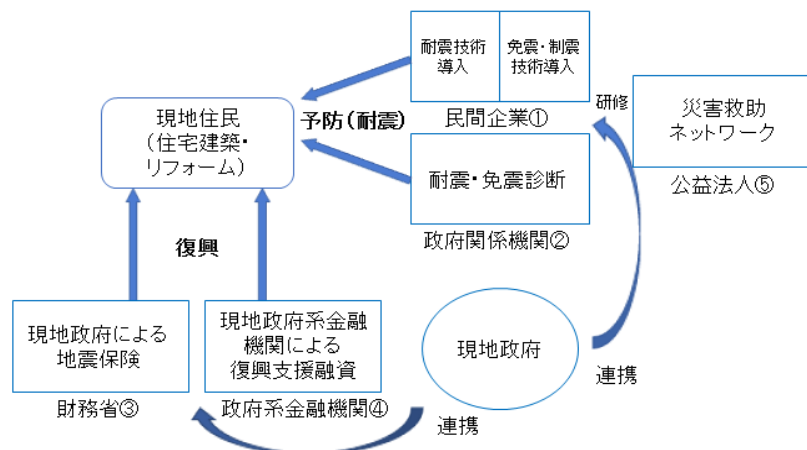 耐震技術
導入
免震・制震
技術導入
民間企業①
研修
災害救助
ネットワーク
公益法人⑤
現地住民
(住宅建築・
リフォーム)
予防(耐震)
耐震・免震診断
政府関係機関②
復興
現地政府による
地震保険
財務省③
現地政府系金融
機関による
復興支援融資
政府系金融機関④
現地政府
連携
連携